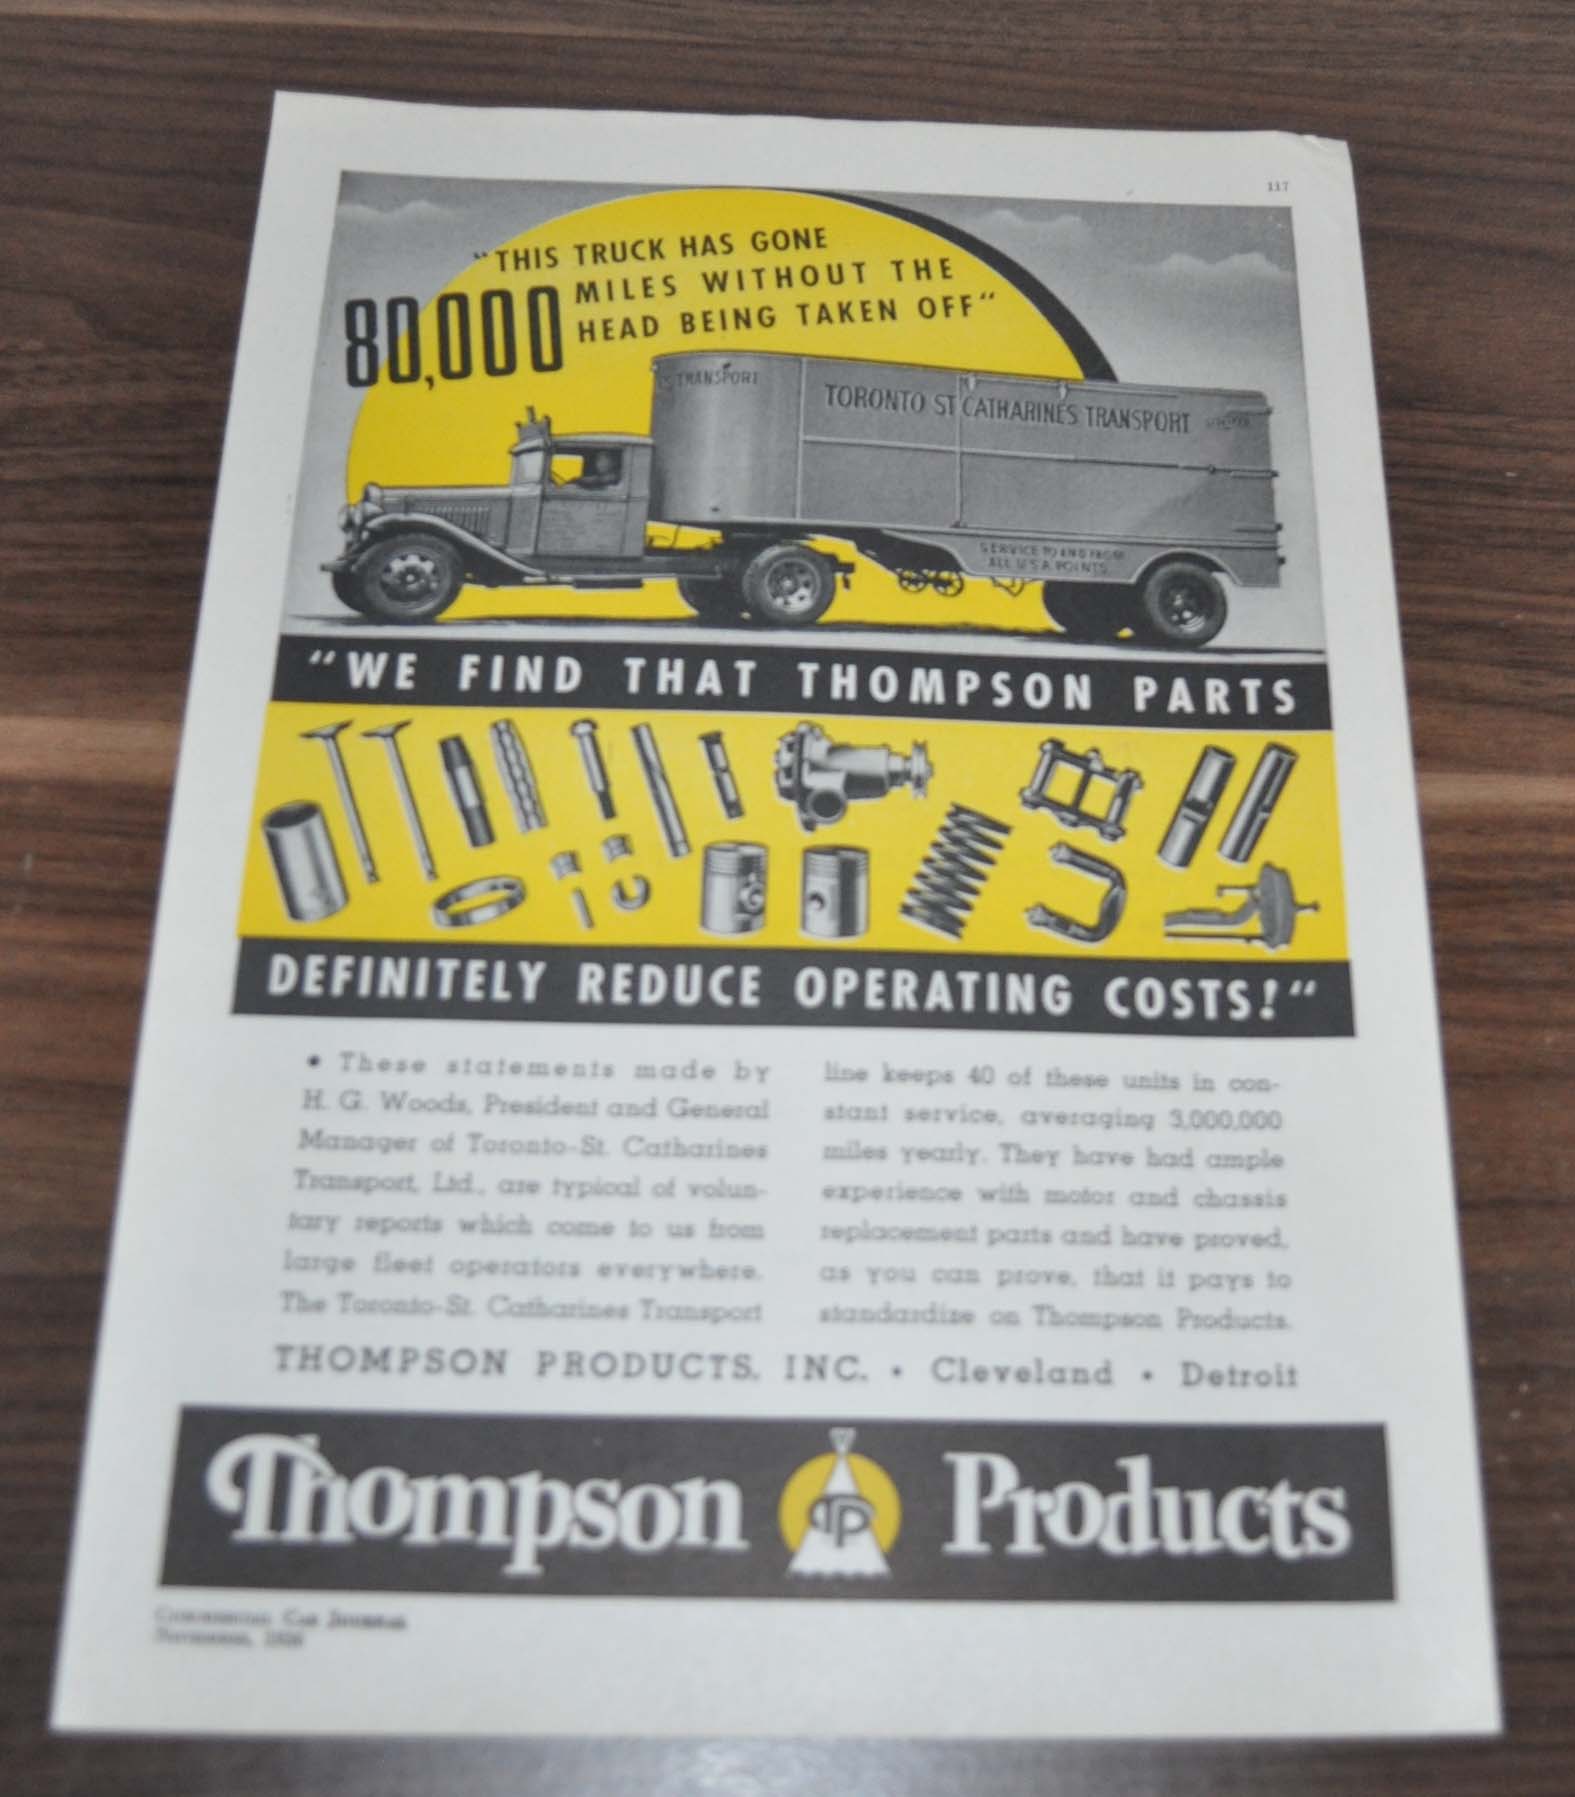 117
"THIS TRUCK HAS GONE
80,000 MILES WITHOUT THE
HEAD BEING TAKEN OFF"
S TRANSPORT
TORONTO ST CATHARINES TRANSPORT LIMITED
SERVICE TO AND FROM
ALL U.S.A. POINTS
"WE FIND THAT THOMPSON PARTS
DEFINITELY REDUCE OPERATING COSTS!"
• These statements made by
H. G. Woods, President and General
Manager of Toronto-St. Catharines
Transport, Ltd., are typical of volun-
tary reports which come to us from
large fleet operators everywhere.
The Toronto-St. Catharines Transport
line keeps 40 of these units in con-
stant service, averaging 3,000,000
miles yearly. They have had ample
experience with motor and chassis
replacement parts and have proved,
as you can prove, that it pays to
standardize on Thompson Products.
THOMPSON PRODUCTS, INC. • Cleveland • Detroit
Thompson TP Products
Commercial Car Journal